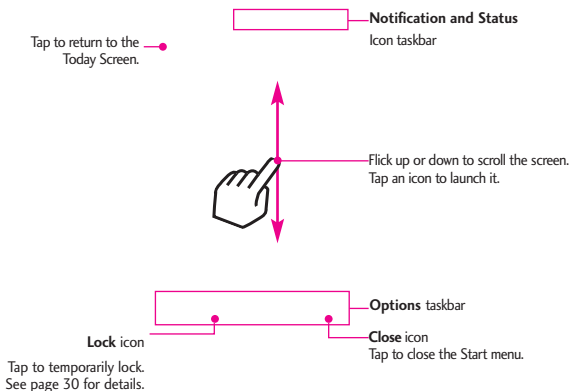 Notification and Status
Icon taskbar
Tap to return to the
Today Screen.
Flick up or down to scroll the screen.
Tap an icon to launch it.
Options taskbar
Lock icon
Tap to temporarily lock.
See page 30 for details.
Close icon
Tap to close the Start menu.